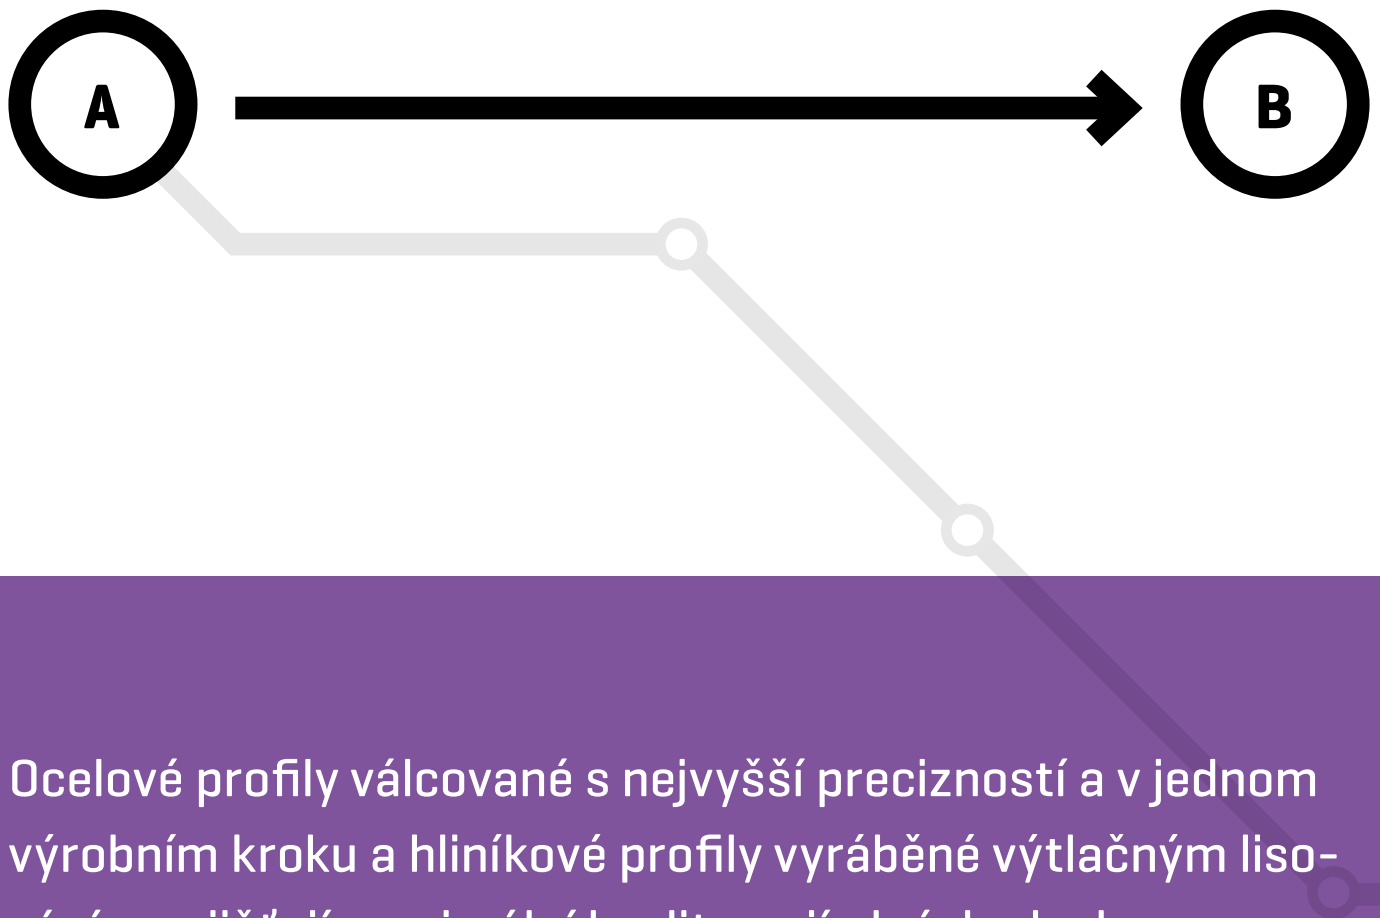 A
B
Ocelové profily válcované s nejvyšší precizností a v jednom
výrobním kroku a hliníkové profily vyráběné výtlačným liso-